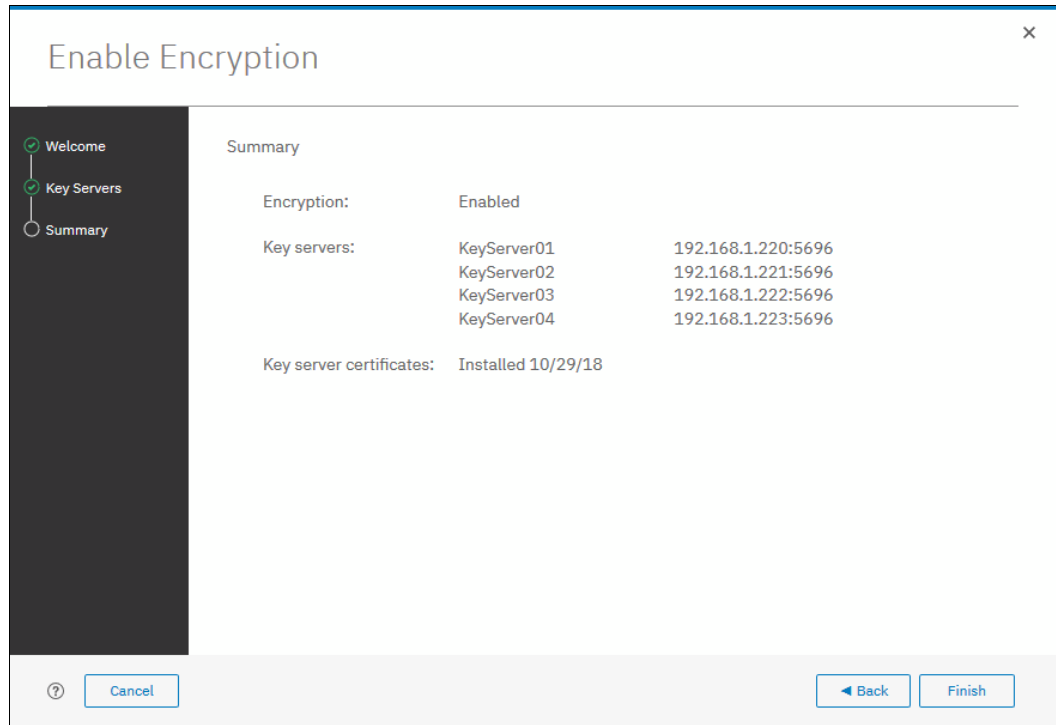 ×
Enable Encryption
Welcome
Key Servers
Summary
Summary
Encryption: Enabled
Key servers: KeyServer01 192.168.1.220:5696
KeyServer02 192.168.1.221:5696
KeyServer03 192.168.1.222:5696
KeyServer04 192.168.1.223:5696
Key server certificates: Installed 10/29/18
? Cancel ◄ Back Finish